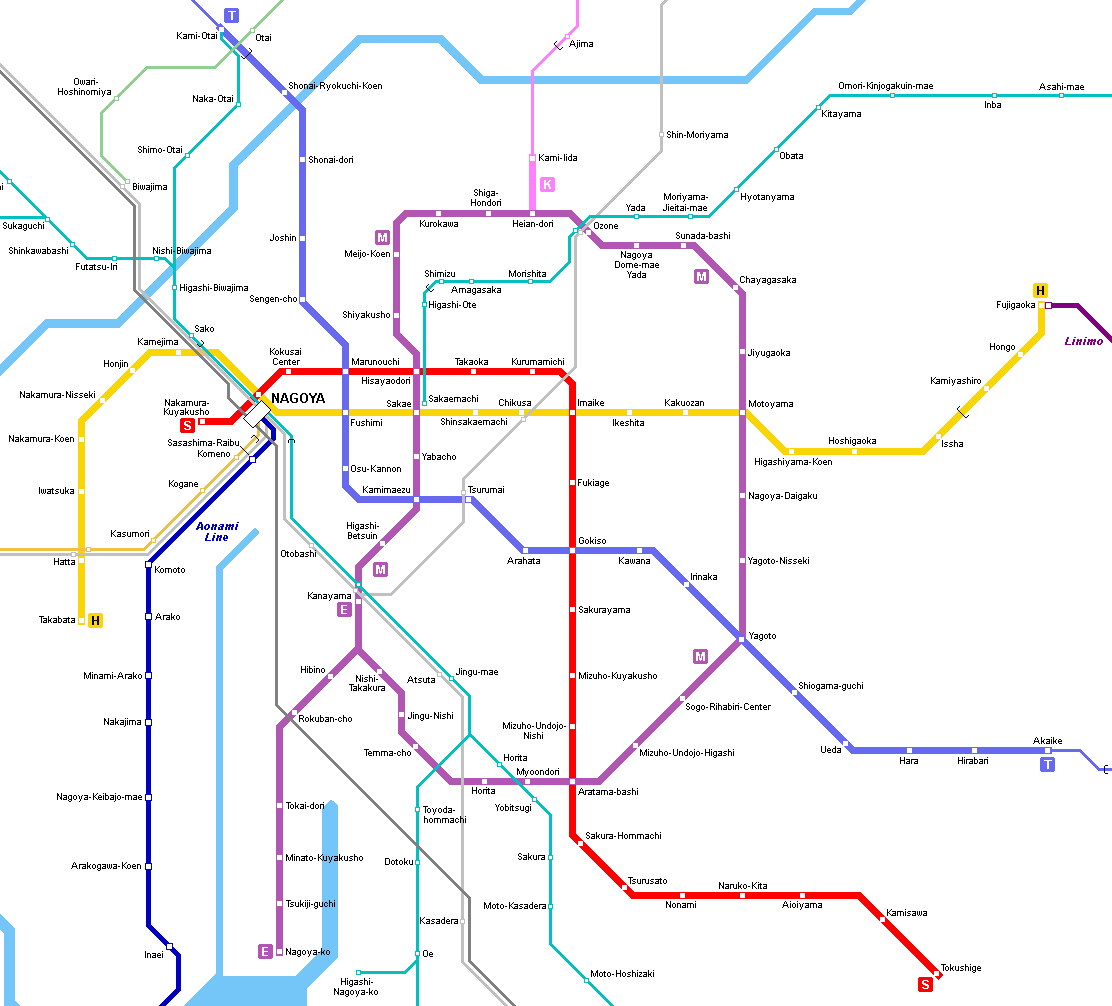 T
Kami-Otai
Otai
Ajima
Owari-
Hoshinomiya
Shonai-Ryokuchi-Koen
Omori-Kinjogakuin-mae
Asahi-mae
Naka-Otai
Inba
Kitayama
Shin-Moriyama
Shimo-Otai
Shonai-dori
Kami-Iida
Obata
K
Biwajima
Shiga-
Hondori
Moriyama-
Jieitai-mae
Hyotanyama
Yada
Sukaguchi
Kurokawa
Heian-dori
Ozone
M
Joshin
Sunada-bashi
Shinkawabashi
Nishi-Biwajima
Meijo-Koen
Nagoya
Dome-mae
Yada
Futatsu-Iri
Shimizu
Morishita
M
Chayagasaka
Higashi-Biwajima
Amagasaka
H
Sengen-cho
Higashi-Ote
Fujigaoka
Shiyakusho
Sako
Linimo
Kamejima
Hongo
Kokusai
Center
Jiyugaoka
Honjin
Marunouchi
Takaoka
Kurumamichi
Hisayaodori
Kamiyashiro
Nakamura-Nisseki
NAGOYA
Nakamura-
Kuyakusho
Sakae
Sakaemachi
Chikusa
Imaike
Kakuozan
Motoyama
S
Fushimi
Shinsakaemachi
Ikeshita
Nakamura-Koen
Sasashima-Raibu
Komeno
Hoshigaoka
Issha
Yabacho
Higashiyama-Koen
Osu-Kannon
Kogane
Fukiage
Iwatsuka
Kamimaezu
Tsurumai
Nagoya-Daigaku
Aonami
Line
Kasumori
Higashi-
Betsuin
Gokiso
Otobashi
Hatta
Arahata
Kawana
Yagoto-Nisseki
Komoto
M
Irinaka
Kanayama
E
Sakurayama
Takabata
H
Arako
Yagoto
M
Hibino
Nishi-
Takakura
Atsuta
Jingu-mae
Minami-Arako
Mizuho-Kuyakusho
Shiogama-guchi
Sogo-Rihabiri-Center
Rokuban-cho
Jingu-Nishi
Nakajima
Mizuho-Undojo-
Nishi
Akaike
Temma-cho
Mizuho-Undojo-Higashi
Ueda
Horita
Hara
Hirabari
T
Myoondori
Nagoya-Keibajo-mae
Horita
Aratama-bashi
Tokai-dori
Yobitsugi
Toyoda-
hommachi
Sakura-Hommachi
Minato-Kuyakusho
Dotoku
Sakura
Arakogawa-Koen
Tsurusato
Naruko-Kita
Tsukiji-guchi
Moto-Kasadera
Nonami
Aioiyama
Kamisawa
Kasadera
Inaei
E
Nagoya-ko
Oe
Tokushige
Moto-Hoshizaki
Higashi-
Nagoya-ko
S